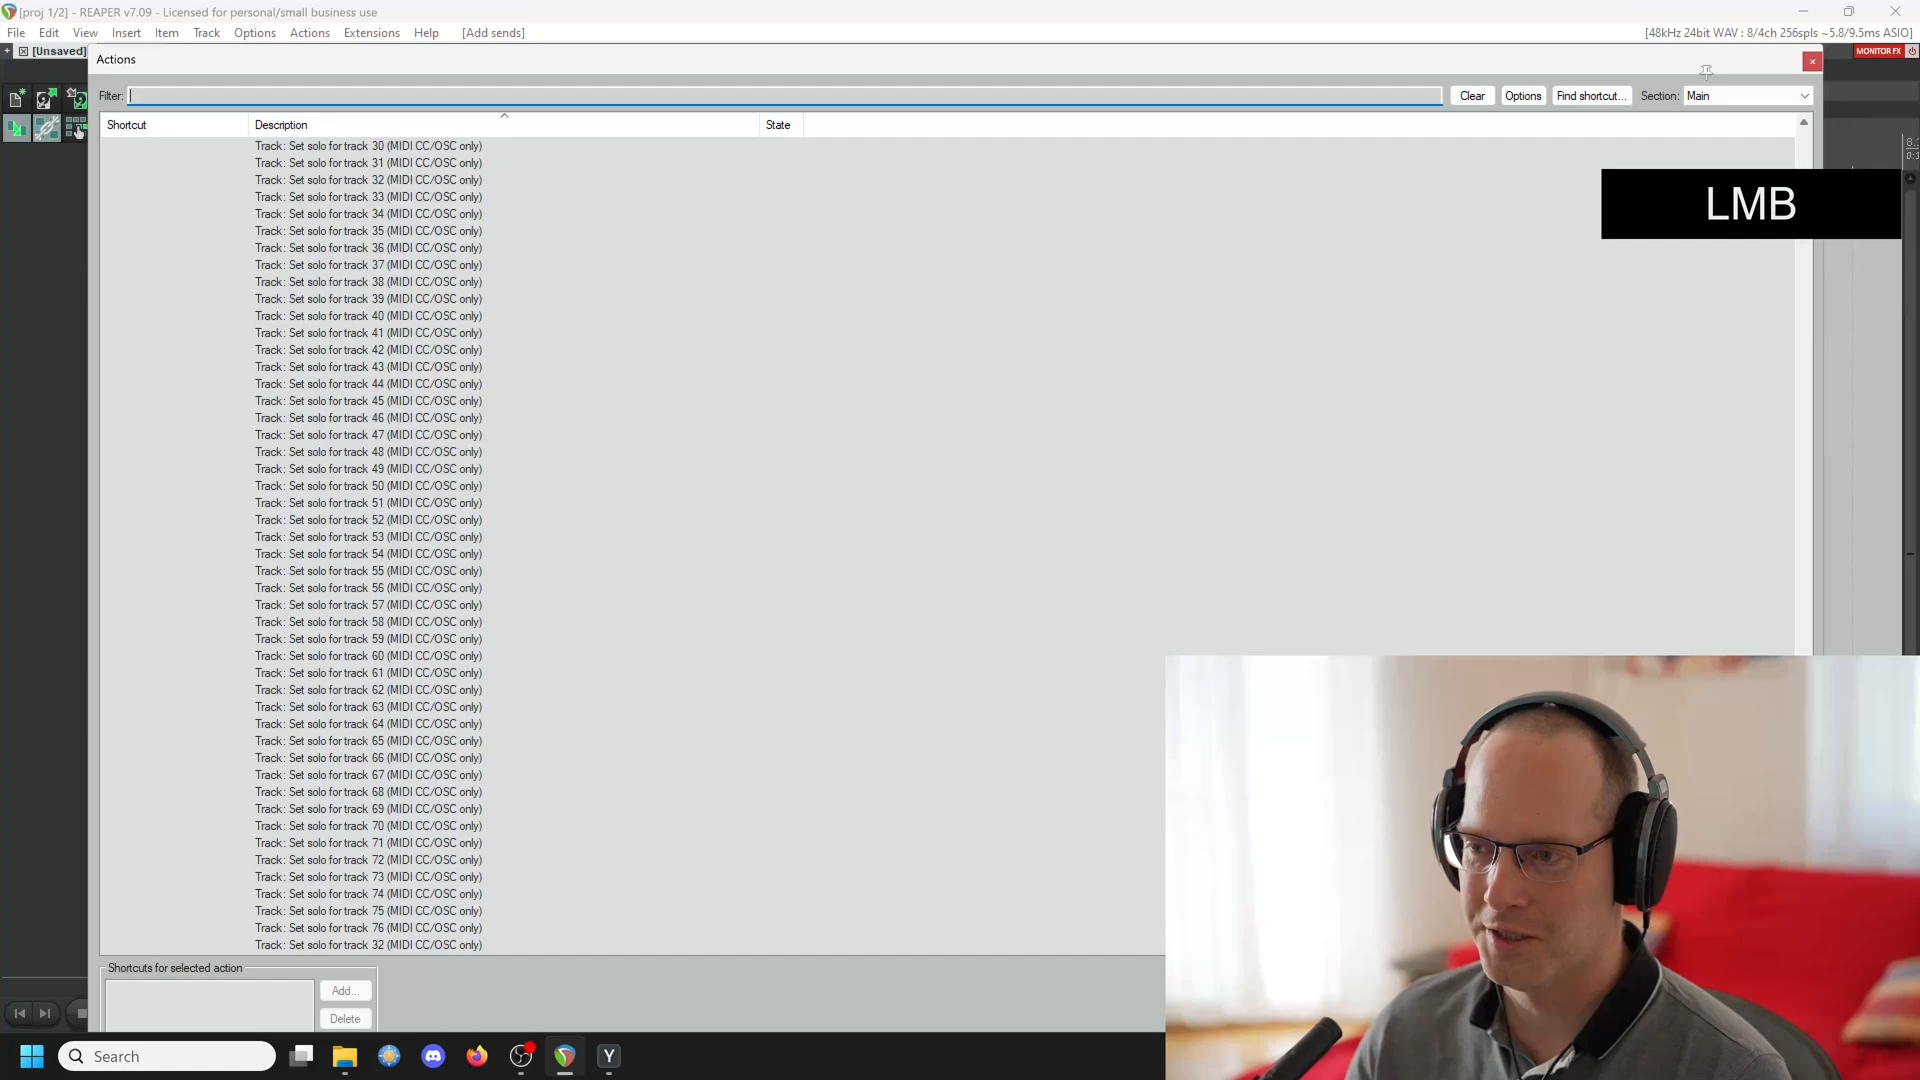 [proj 1/2] - REAPER v7.09 - Licensed for personal/small business use
File Edit View Insert Item Track Options Actions Extensions Help [Add sends]
[48kHz 24bit WAV : 8/4ch 256spls ~5.8/9.5ms ASIO]
[Unsaved]
MONITOR FX
Actions
Filter:
Clear Options Find shortcut... Section: Main
Shortcut Description State
Track: Set solo for track 30 (MIDI CC/OSC only)
Track: Set solo for track 31 (MIDI CC/OSC only)
Track: Set solo for track 32 (MIDI CC/OSC only)
Track: Set solo for track 33 (MIDI CC/OSC only)
Track: Set solo for track 34 (MIDI CC/OSC only)
Track: Set solo for track 35 (MIDI CC/OSC only)
Track: Set solo for track 36 (MIDI CC/OSC only)
Track: Set solo for track 37 (MIDI CC/OSC only)
Track: Set solo for track 38 (MIDI CC/OSC only)
Track: Set solo for track 39 (MIDI CC/OSC only)
Track: Set solo for track 40 (MIDI CC/OSC only)
Track: Set solo for track 41 (MIDI CC/OSC only)
Track: Set solo for track 42 (MIDI CC/OSC only)
Track: Set solo for track 43 (MIDI CC/OSC only)
Track: Set solo for track 44 (MIDI CC/OSC only)
Track: Set solo for track 45 (MIDI CC/OSC only)
Track: Set solo for track 46 (MIDI CC/OSC only)
Track: Set solo for track 47 (MIDI CC/OSC only)
Track: Set solo for track 48 (MIDI CC/OSC only)
Track: Set solo for track 49 (MIDI CC/OSC only)
Track: Set solo for track 50 (MIDI CC/OSC only)
Track: Set solo for track 51 (MIDI CC/OSC only)
Track: Set solo for track 52 (MIDI CC/OSC only)
Track: Set solo for track 53 (MIDI CC/OSC only)
Track: Set solo for track 54 (MIDI CC/OSC only)
Track: Set solo for track 55 (MIDI CC/OSC only)
Track: Set solo for track 56 (MIDI CC/OSC only)
Track: Set solo for track 57 (MIDI CC/OSC only)
Track: Set solo for track 58 (MIDI CC/OSC only)
Track: Set solo for track 59 (MIDI CC/OSC only)
Track: Set solo for track 60 (MIDI CC/OSC only)
Track: Set solo for track 61 (MIDI CC/OSC only)
Track: Set solo for track 62 (MIDI CC/OSC only)
Track: Set solo for track 63 (MIDI CC/OSC only)
Track: Set solo for track 64 (MIDI CC/OSC only)
Track: Set solo for track 65 (MIDI CC/OSC only)
Track: Set solo for track 66 (MIDI CC/OSC only)
Track: Set solo for track 67 (MIDI CC/OSC only)
Track: Set solo for track 68 (MIDI CC/OSC only)
Track: Set solo for track 69 (MIDI CC/OSC only)
Track: Set solo for track 70 (MIDI CC/OSC only)
Track: Set solo for track 71 (MIDI CC/OSC only)
Track: Set solo for track 72 (MIDI CC/OSC only)
Track: Set solo for track 73 (MIDI CC/OSC only)
Track: Set solo for track 74 (MIDI CC/OSC only)
Track: Set solo for track 75 (MIDI CC/OSC only)
Track: Set solo for track 76 (MIDI CC/OSC only)
Track: Set solo for track 32 (MIDI CC/OSC only)
LMB
Shortcuts for selected action
Add...
Delete
Search
Y